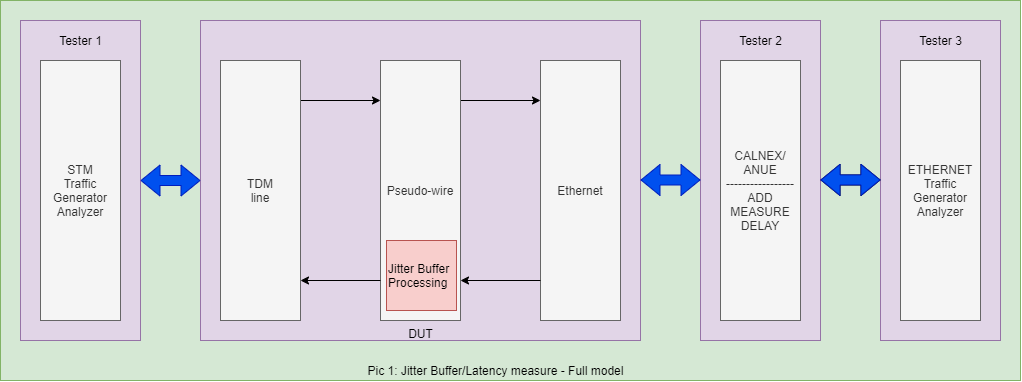 Tester 1
STM
Traffic
Generator
Analyzer
TDM
line
Pseudo-wire
Jitter Buffer
Processing
Ethernet
DUT
Tester 2
CALNEX/
ANUE
-----------------
ADD
MEASURE
DELAY
Tester 3
ETHERNET
Traffic
Generator
Analyzer
Pic 1: Jitter Buffer/Latency measure - Full model